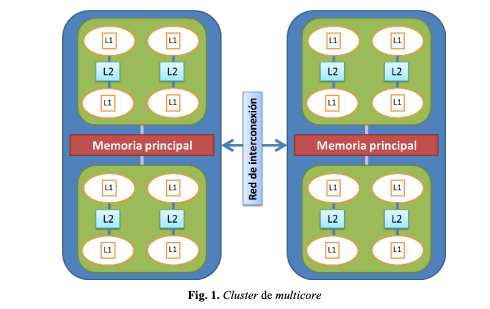 L1 L1 L1 L1
L2 L2 L2 L2
L1 L1 L1 L1
Memoria principal
Red de interconexión
Memoria principal
L1 L1 L1 L1
L2 L2 L2 L2
L1 L1 L1 L1
Fig. 1. Cluster de multicore